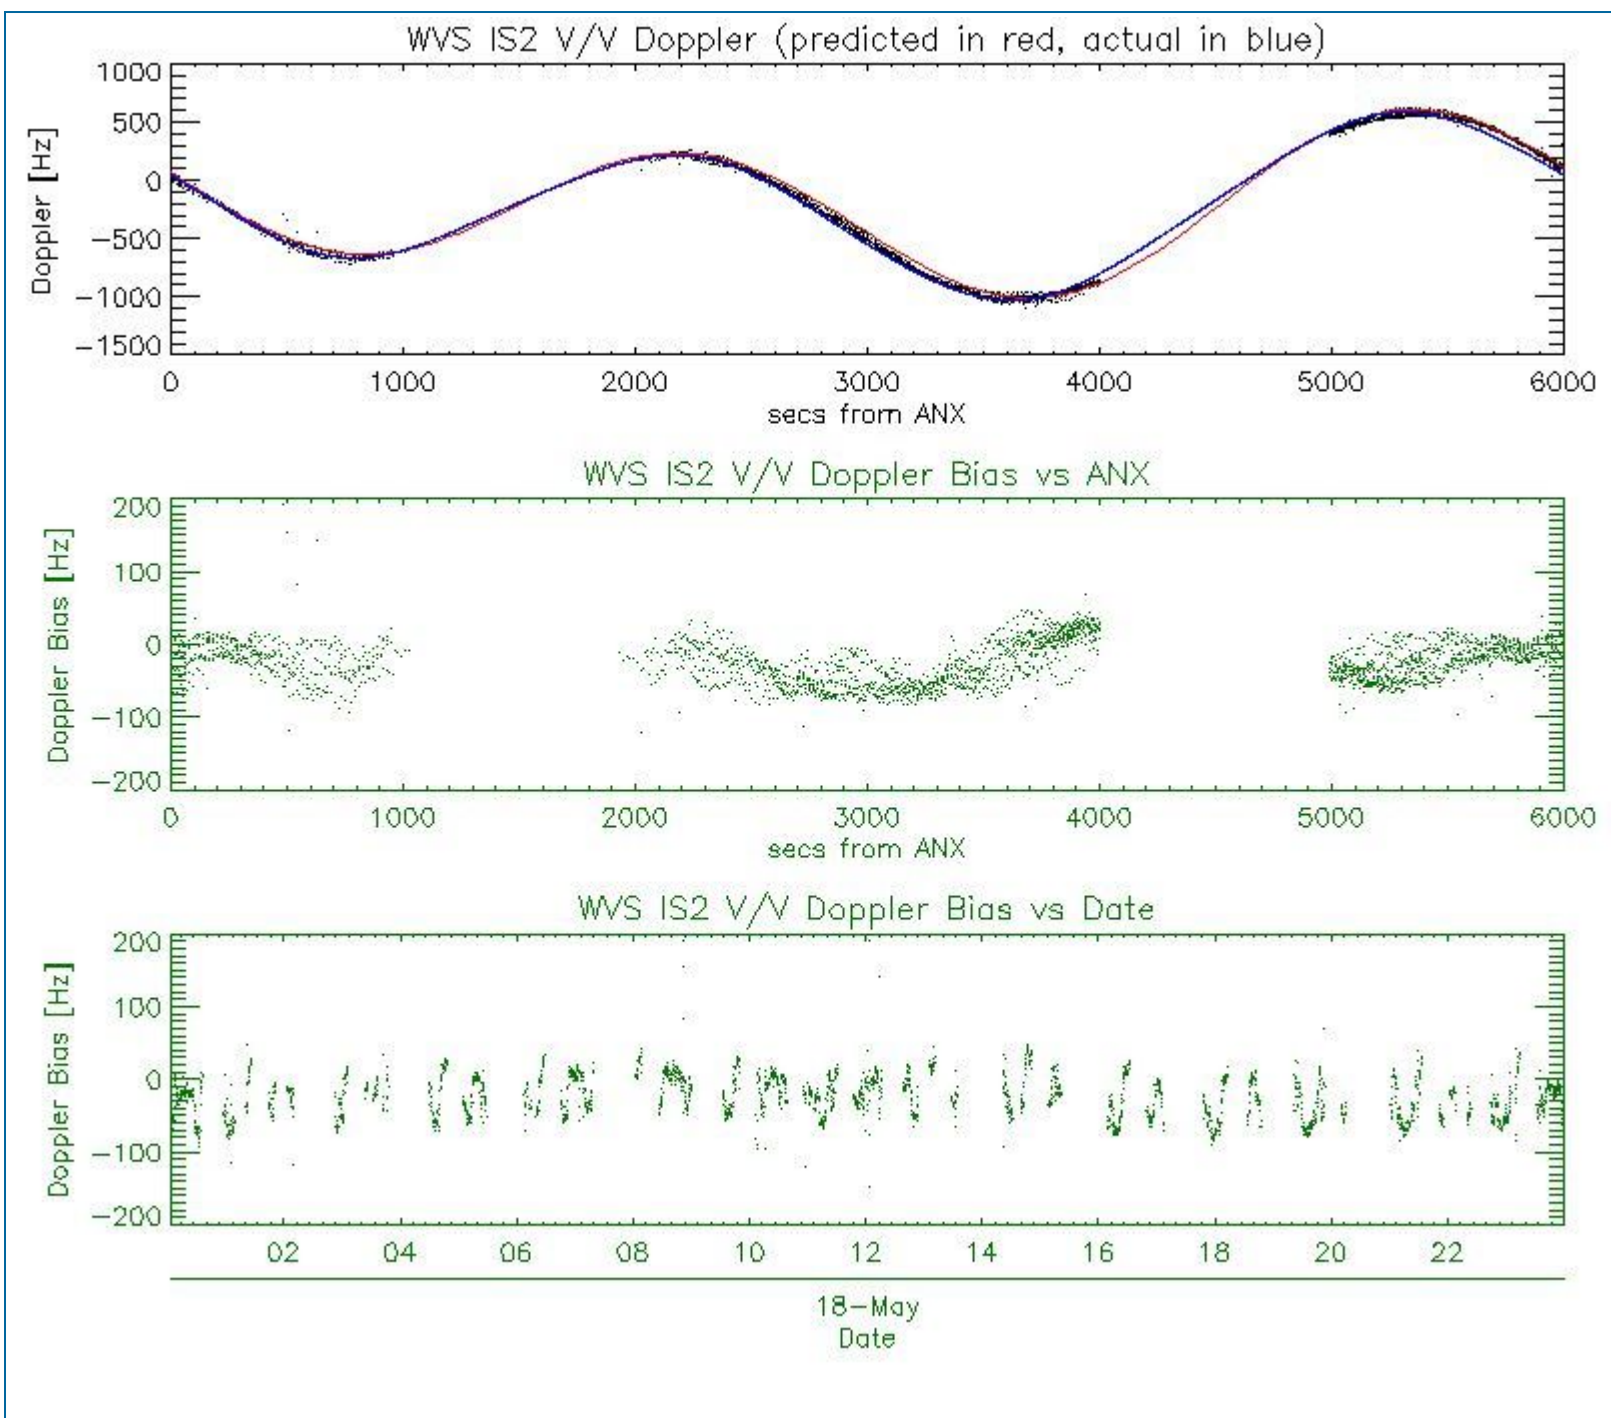 WVS IS2 V/V Doppler (predicted in red, actual in blue)
Doppler [Hz]
1000
500
0
−500
−1000
−1500
0 1000 2000 3000 4000 5000 6000
secs from ANX
WVS IS2 V/V Doppler Bias vs ANX
Doppler Bias [Hz]
200
100
0
−100
−200
0 1000 2000 3000 4000 5000 6000
secs from ANX
WVS IS2 V/V Doppler Bias vs Date
Doppler Bias [Hz]
200
100
0
−100
−200
02 04 06 08 10 12 14 16 18 20 22
18−May
Date